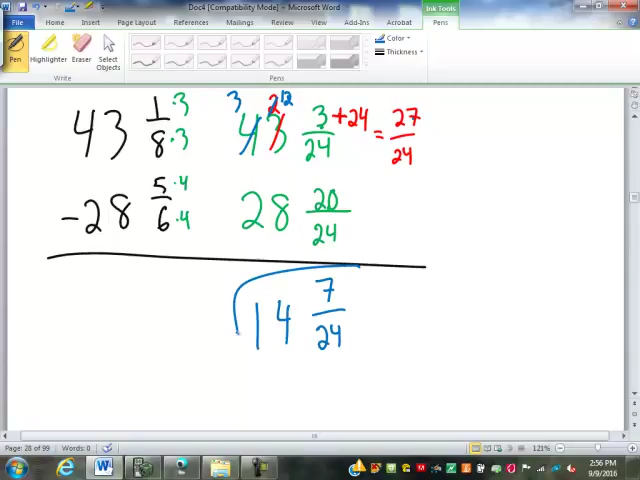 Doc4 [Compatibility Mode] - Microsoft Word
Ink Tools
File Home Insert Page Layout References Mailings Review View Add-Ins Acrobat Pens
Pen Highlighter Eraser Select Objects
Color
Thickness
Write
Pens
43 1/8 ·3 ·3 3 2 12 43 3/24 +24 = 27/24
-28 5/6 ·4 ·4 28 20/24
14 7/24
Page: 28 of 99 Words: 0 121%
2:56 PM
9/9/2016